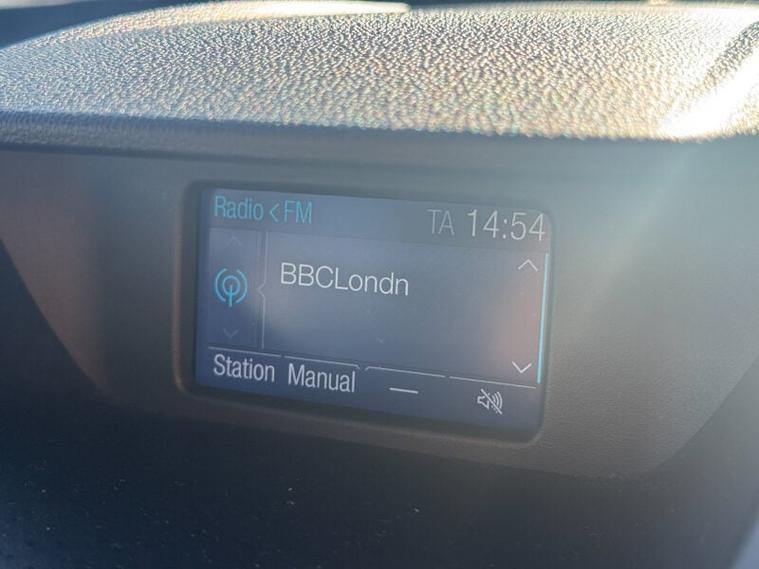 Radio < FM TA 14:54
BBCLondn
Station Manual —